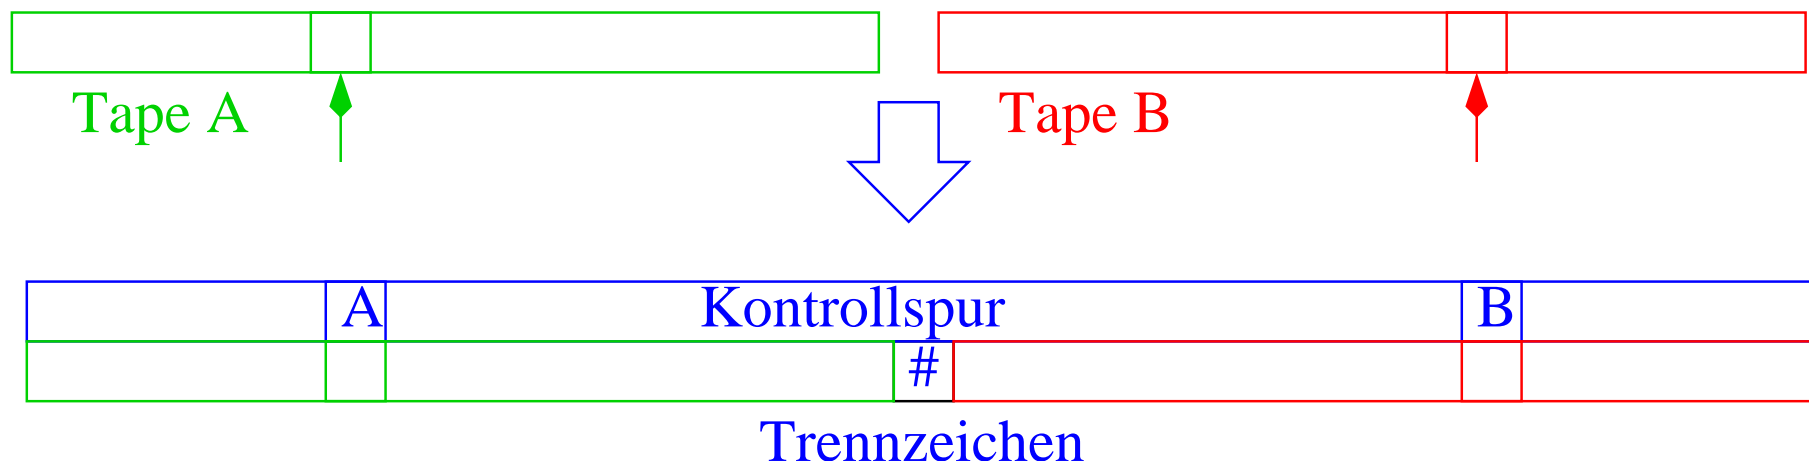 Tape A
Tape B
A Kontrollspur B
#
Trennzeichen